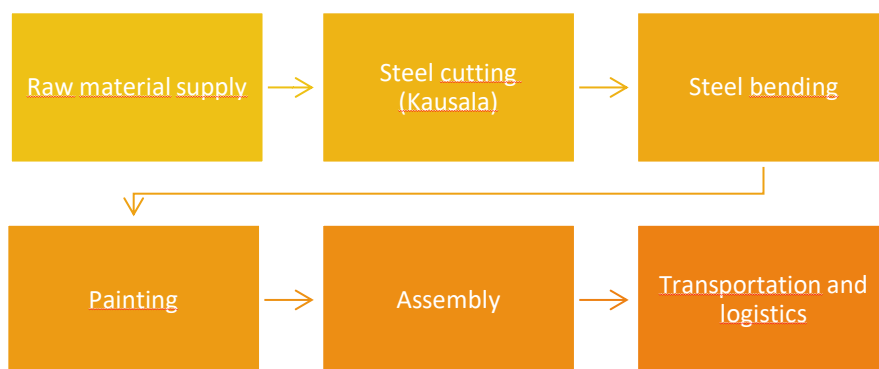 Raw material supply
Steel cutting
(Kausala)
Steel bending
Painting
Assembly
Transportation and
logistics